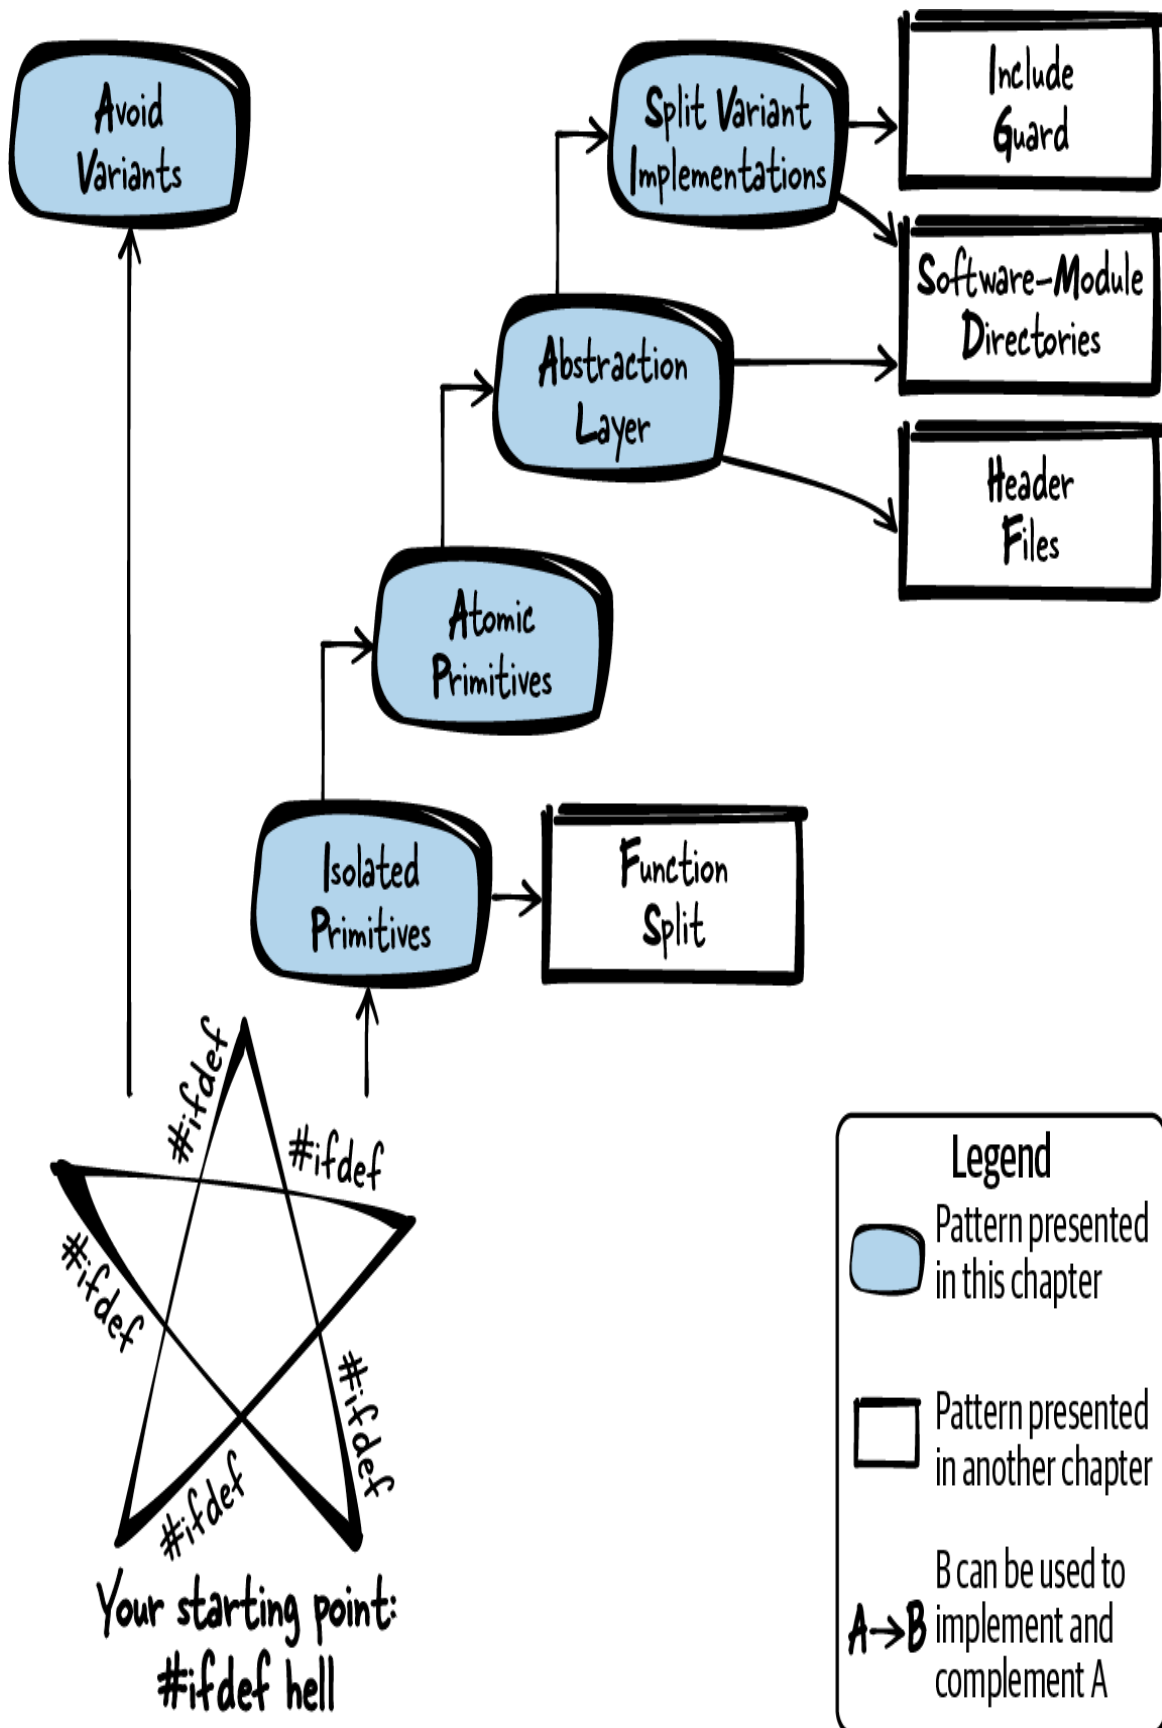 Avoid
Variants
Split Variant
Implementations
Include
Guard
Software-Module
Directories
Abstraction
Layer
Header
Files
Atomic
Primitives
Isolated
Primitives
Function
Split
#ifdef
#ifdef
#ifdef
#ifdef
#ifdef
Your starting point:
#ifdef hell
Legend
Pattern presented
in this chapter
Pattern presented
in another chapter
A→B
B can be used to
implement and
complement A